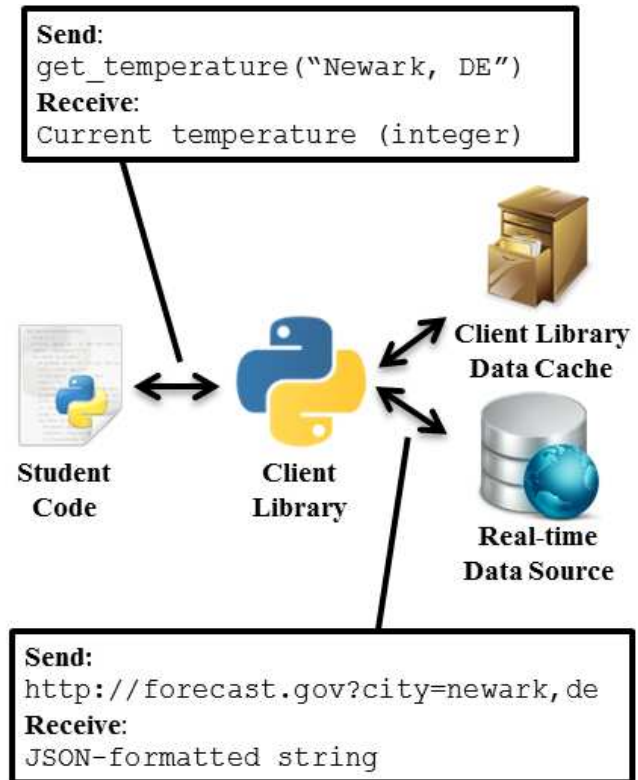 Send:
get_temperature(“Newark, DE”)
Receive:
Current temperature (integer)
Client Library
Data Cache
Student
Code
Client
Library
Real-time
Data Source
Send:
http://forecast.gov?city=newark,de
Receive:
JSON-formatted string